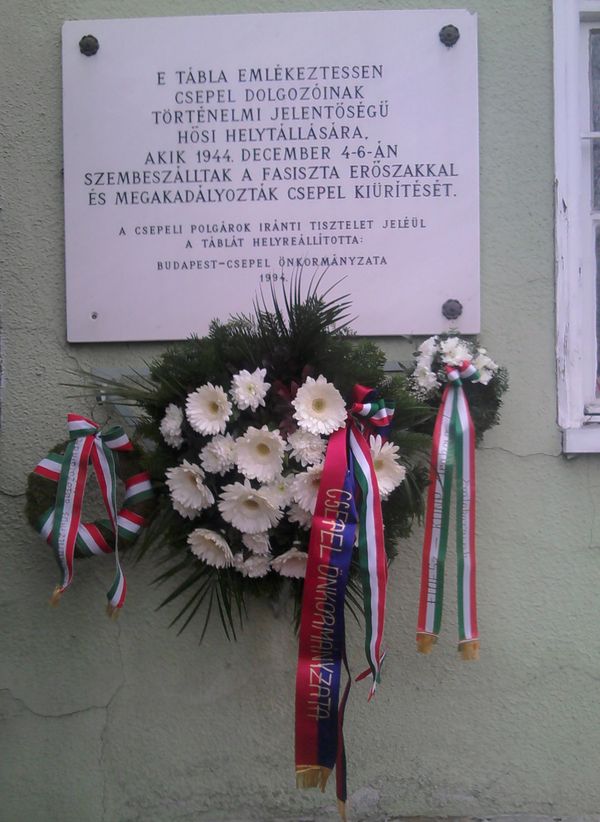 E TÁBLA EMLÉKEZTESSEN
CSEPEL DOLGOZÓINAK
TÖRTÉNELMI JELENTŐSÉGŰ
HŐSI HELYTÁLLÁSÁRA,
AKIK 1944. DECEMBER 4-6-ÁN
SZEMBESZÁLLTAK A FASISZTA ERŐSZAKKAL
ÉS MEGAKADÁLYOZTÁK CSEPEL KIÜRÍTÉSÉT.
A CSEPELI POLGÁROK IRÁNTI TISZTELET JELÉÜL
A TÁBLÁT HELYREÁLLÍTOTTA:
BUDAPEST-CSEPEL ÖNKORMÁNYZATA
1994.
CSEPEL ÖNKORMÁNYZATA